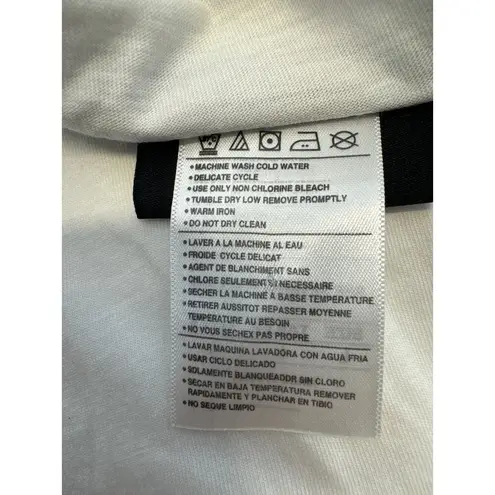 •MACHINE WASH COLD WATER
•DELICATE CYCLE
•USE ONLY NON CHLORINE BLEACH
•TUMBLE DRY LOW REMOVE PROMPTLY
•WARM IRON
•DO NOT DRY CLEAN
•LAVER A LA MACHINE AL EAU
•FROIDE CYCLE DELICAT
•AGENT DE BLANCHIMENT SANS
•CHLORE SEULEMENT SI NECESSAIRE
•SECHER LA MACHINE A BASSE TEMPERATURE
•RETIRER AUSSITOT REPASSER MOYENNE
TEMPERATURE AU BESOIN
•NO VOUS SECHEX PAS PROPRE
•LAVAR MAQUINA LAVADORA CON AGUA FRIA
•USAR CICLO DELICADO
•SOLAMENTE BLANQUEADDR SIN CLORO
•SECAR EN BAJA TEMPERATURA REMOVER
RAPIDAMENTE Y PLANCHAR EN TIBIO
•NO SEQUE LIMPIO